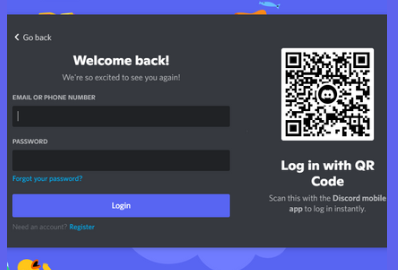 Go back
Welcome back!
We're so excited to see you again!
EMAIL OR PHONE NUMBER
PASSWORD
Forgot your password?
Login
Need an account? Register
Log in with QR
Code
Scan this with the Discord mobile
app to log in instantly.